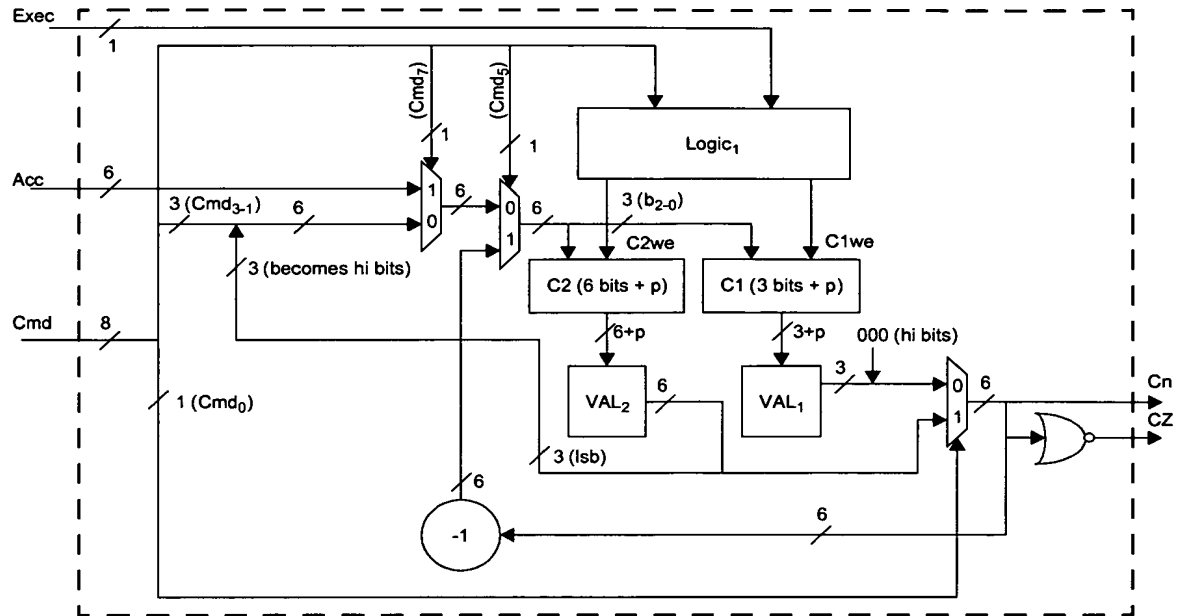 Exec
1
(Cmd₇)
(Cmd₅)
1
1
Logic₁
Acc
6
1
0
6
0
1
6
3 (b₂₋₀)
3 (Cmd₃₋₁)
6
C2we
C1we
3 (becomes hi bits)
C2 (6 bits + p)
C1 (3 bits + p)
Cmd
8
6+p
3+p
000 (hi bits)
VAL₂
6
VAL₁
3
0
1
6
Cn
CZ
1 (Cmd₀)
3 (lsb)
6
-1
6